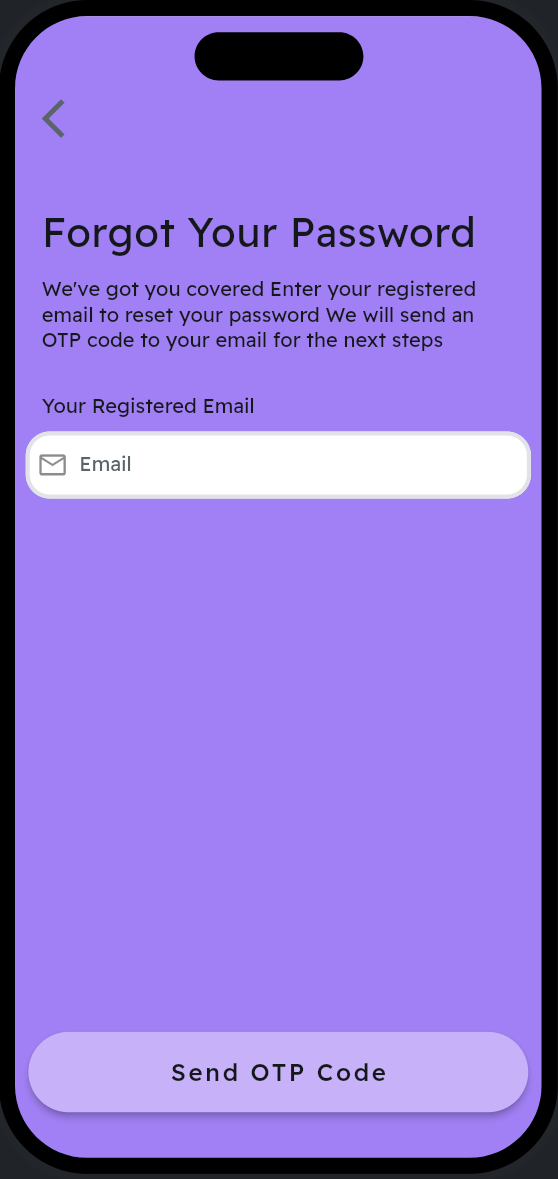 Forgot Your Password
We've got you covered Enter your registered
email to reset your password We will send an
OTP code to your email for the next steps
Your Registered Email
Email
Send OTP Code